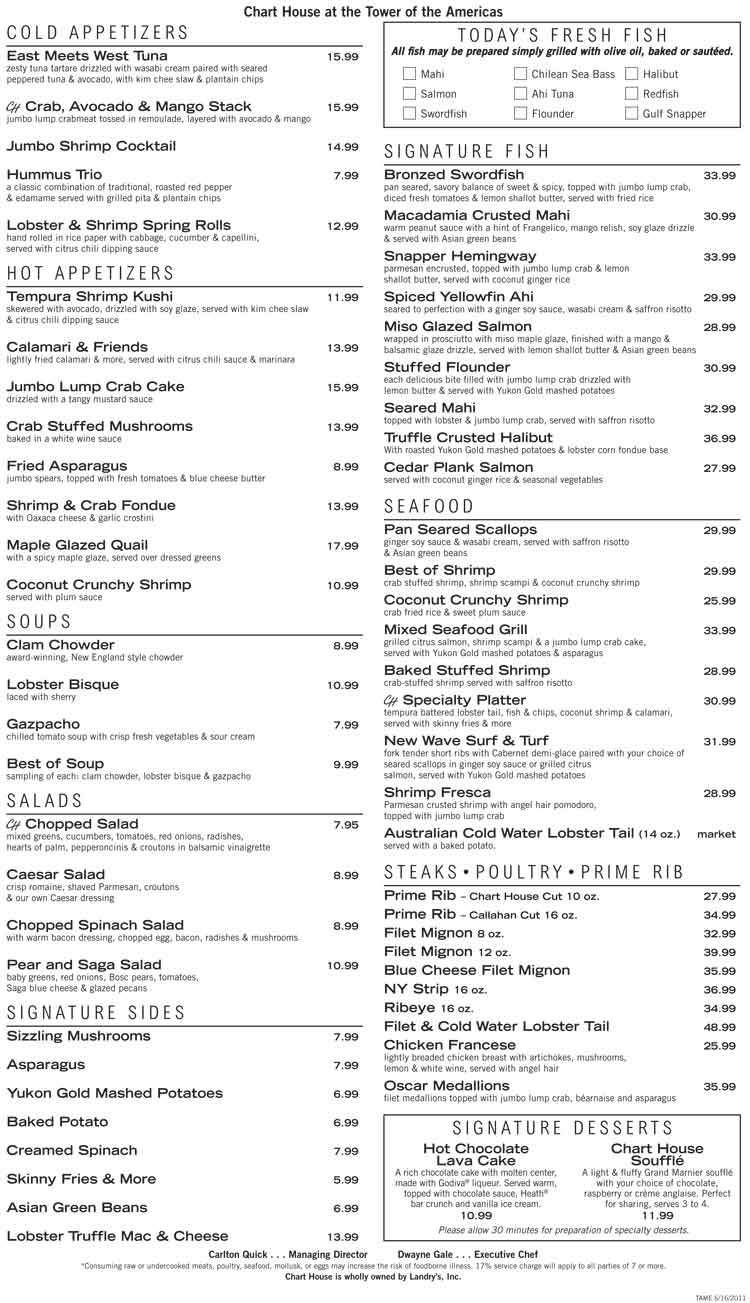 Chart House at the Tower of the Americas
COLD APPETIZERS
East Meets West Tuna 15.99
zesty tuna tartare drizzled with wasabi cream paired with seared
peppered tuna & avocado, with kim chee slaw & plantain chips
CH Crab, Avocado & Mango Stack 15.99
jumbo lump crabmeat tossed in remoulade, layered with avocado & mango
Jumbo Shrimp Cocktail 14.99
Hummus Trio 7.99
a classic combination of traditional, roasted red pepper
& edamame served with grilled pita & plantain chips
Lobster & Shrimp Spring Rolls 12.99
hand rolled in rice paper with cabbage, cucumber & capellini,
served with citrus chili dipping sauce
HOT APPETIZERS
Tempura Shrimp Kushi 11.99
skewered with avocado, drizzled with soy glaze, served with kim chee slaw
& citrus chili dipping sauce
Calamari & Friends 13.99
lightly fried calamari & more, served with citrus chili sauce & marinara
Jumbo Lump Crab Cake 15.99
drizzled with a tangy mustard sauce
Crab Stuffed Mushrooms 13.99
baked in a white wine sauce
Fried Asparagus 8.99
jumbo spears, topped with fresh tomatoes & blue cheese butter
Shrimp & Crab Fondue 13.99
with Oaxaca cheese & garlic crostini
Maple Glazed Quail 17.99
with a spicy maple glaze, served over dressed greens
Coconut Crunchy Shrimp 10.99
served with plum sauce
SOUPS
Clam Chowder 8.99
award-winning, New England style chowder
Lobster Bisque 10.99
laced with sherry
Gazpacho 7.99
chilled tomato soup with crisp fresh vegetables & sour cream
Best of Soup 9.99
sampling of each: clam chowder, lobster bisque & gazpacho
SALADS
CH Chopped Salad 7.95
mixed greens, cucumbers, tomatoes, red onions, radishes,
hearts of palm, pepperoncinis & croutons in balsamic vinaigrette
Caesar Salad 8.99
crisp romaine, shaved Parmesan, croutons
& our own Caesar dressing
Chopped Spinach Salad 8.99
with warm bacon dressing, chopped egg, bacon, radishes & mushrooms
Pear and Saga Salad 10.99
baby greens, red onions, Bosc pears, tomatoes,
Saga blue cheese & glazed pecans
SIGNATURE SIDES
Sizzling Mushrooms 7.99
Asparagus 7.99
Yukon Gold Mashed Potatoes 6.99
Baked Potato 6.99
Creamed Spinach 7.99
Skinny Fries & More 5.99
Asian Green Beans 6.99
Lobster Truffle Mac & Cheese 13.99
TODAY'S FRESH FISH
All fish may be prepared simply grilled with olive oil, baked or sautéed.
Mahi Chilean Sea Bass Halibut
Salmon Ahi Tuna Redfish
Swordfish Flounder Gulf Snapper
SIGNATURE FISH
Bronzed Swordfish 33.99
pan seared, savory balance of sweet & spicy, topped with jumbo lump crab,
diced fresh tomatoes & lemon shallot butter, served with fried rice
Macadamia Crusted Mahi 30.99
warm peanut sauce with a hint of Frangelico, mango relish, soy glaze drizzle
& served with Asian green beans
Snapper Hemingway 33.99
parmesan encrusted, topped with jumbo lump crab & lemon
shallot butter, served with coconut ginger rice
Spiced Yellowfin Ahi 29.99
seared to perfection with a ginger soy sauce, wasabi cream & saffron risotto
Miso Glazed Salmon 28.99
wrapped in prosciutto with miso maple glaze, finished with a mango &
balsamic glaze drizzle, served with lemon shallot butter & Asian green beans
Stuffed Flounder 30.99
each delicious bite filled with jumbo lump crab drizzled with
lemon butter & served with Yukon Gold mashed potatoes
Seared Mahi 32.99
topped with lobster & jumbo lump crab, served with saffron risotto
Truffle Crusted Halibut 36.99
With roasted Yukon Gold mashed potatoes & lobster corn fondue base
Cedar Plank Salmon 27.99
served with coconut ginger rice & seasonal vegetables
SEAFOOD
Pan Seared Scallops 29.99
ginger soy sauce & wasabi cream, served with saffron risotto
& Asian green beans
Best of Shrimp 29.99
crab stuffed shrimp, shrimp scampi & coconut crunchy shrimp
Coconut Crunchy Shrimp 25.99
crab fried rice & sweet plum sauce
Mixed Seafood Grill 33.99
grilled citrus salmon, shrimp scampi & a jumbo lump crab cake,
served with Yukon Gold mashed potatoes & asparagus
Baked Stuffed Shrimp 28.99
crab-stuffed shrimp served with saffron risotto
CH Specialty Platter 30.99
tempura battered lobster tail, fish & chips, coconut shrimp & calamari,
served with skinny fries & more
New Wave Surf & Turf 31.99
fork tender short ribs with Cabernet demi-glace paired with your choice of
seared scallops in ginger soy sauce or grilled citrus
salmon, served with Yukon Gold mashed potatoes
Shrimp Fresca 28.99
Parmesan crusted shrimp with angel hair pomodoro,
topped with jumbo lump crab
Australian Cold Water Lobster Tail (14 oz.) market
served with a baked potato.
STEAKS • POULTRY • PRIME RIB
Prime Rib – Chart House Cut 10 oz. 27.99
Prime Rib – Callahan Cut 16 oz. 34.99
Filet Mignon 8 oz. 32.99
Filet Mignon 12 oz. 39.99
Blue Cheese Filet Mignon 35.99
NY Strip 16 oz. 36.99
Ribeye 16 oz. 34.99
Filet & Cold Water Lobster Tail 48.99
Chicken Francese 25.99
lightly breaded chicken breast with artichokes, mushrooms,
lemon & white wine, served with angel hair
Oscar Medallions 35.99
filet medallions topped with jumbo lump crab, béarnaise and asparagus
SIGNATURE DESSERTS
Hot Chocolate
Lava Cake
A rich chocolate cake with molten center,
made with Godiva® liqueur. Served warm,
topped with chocolate sauce, Heath®
bar crunch and vanilla ice cream.
10.99
Chart House
Soufflé
A light & fluffy Grand Marnier soufflé
with your choice of chocolate,
raspberry or créme anglaise. Perfect
for sharing, serves 3 to 4.
11.99
Please allow 30 minutes for preparation of specialty desserts.
Carlton Quick . . . Managing Director Dwayne Gale . . . Executive Chef
*Consuming raw or undercooked meats, poultry, seafood, mollusk, or eggs may increase the risk of foodborne illness. 17% service charge will apply to all parties of 7 or more.
Chart House is wholly owned by Landry's, Inc.
TAME 6/16/2011